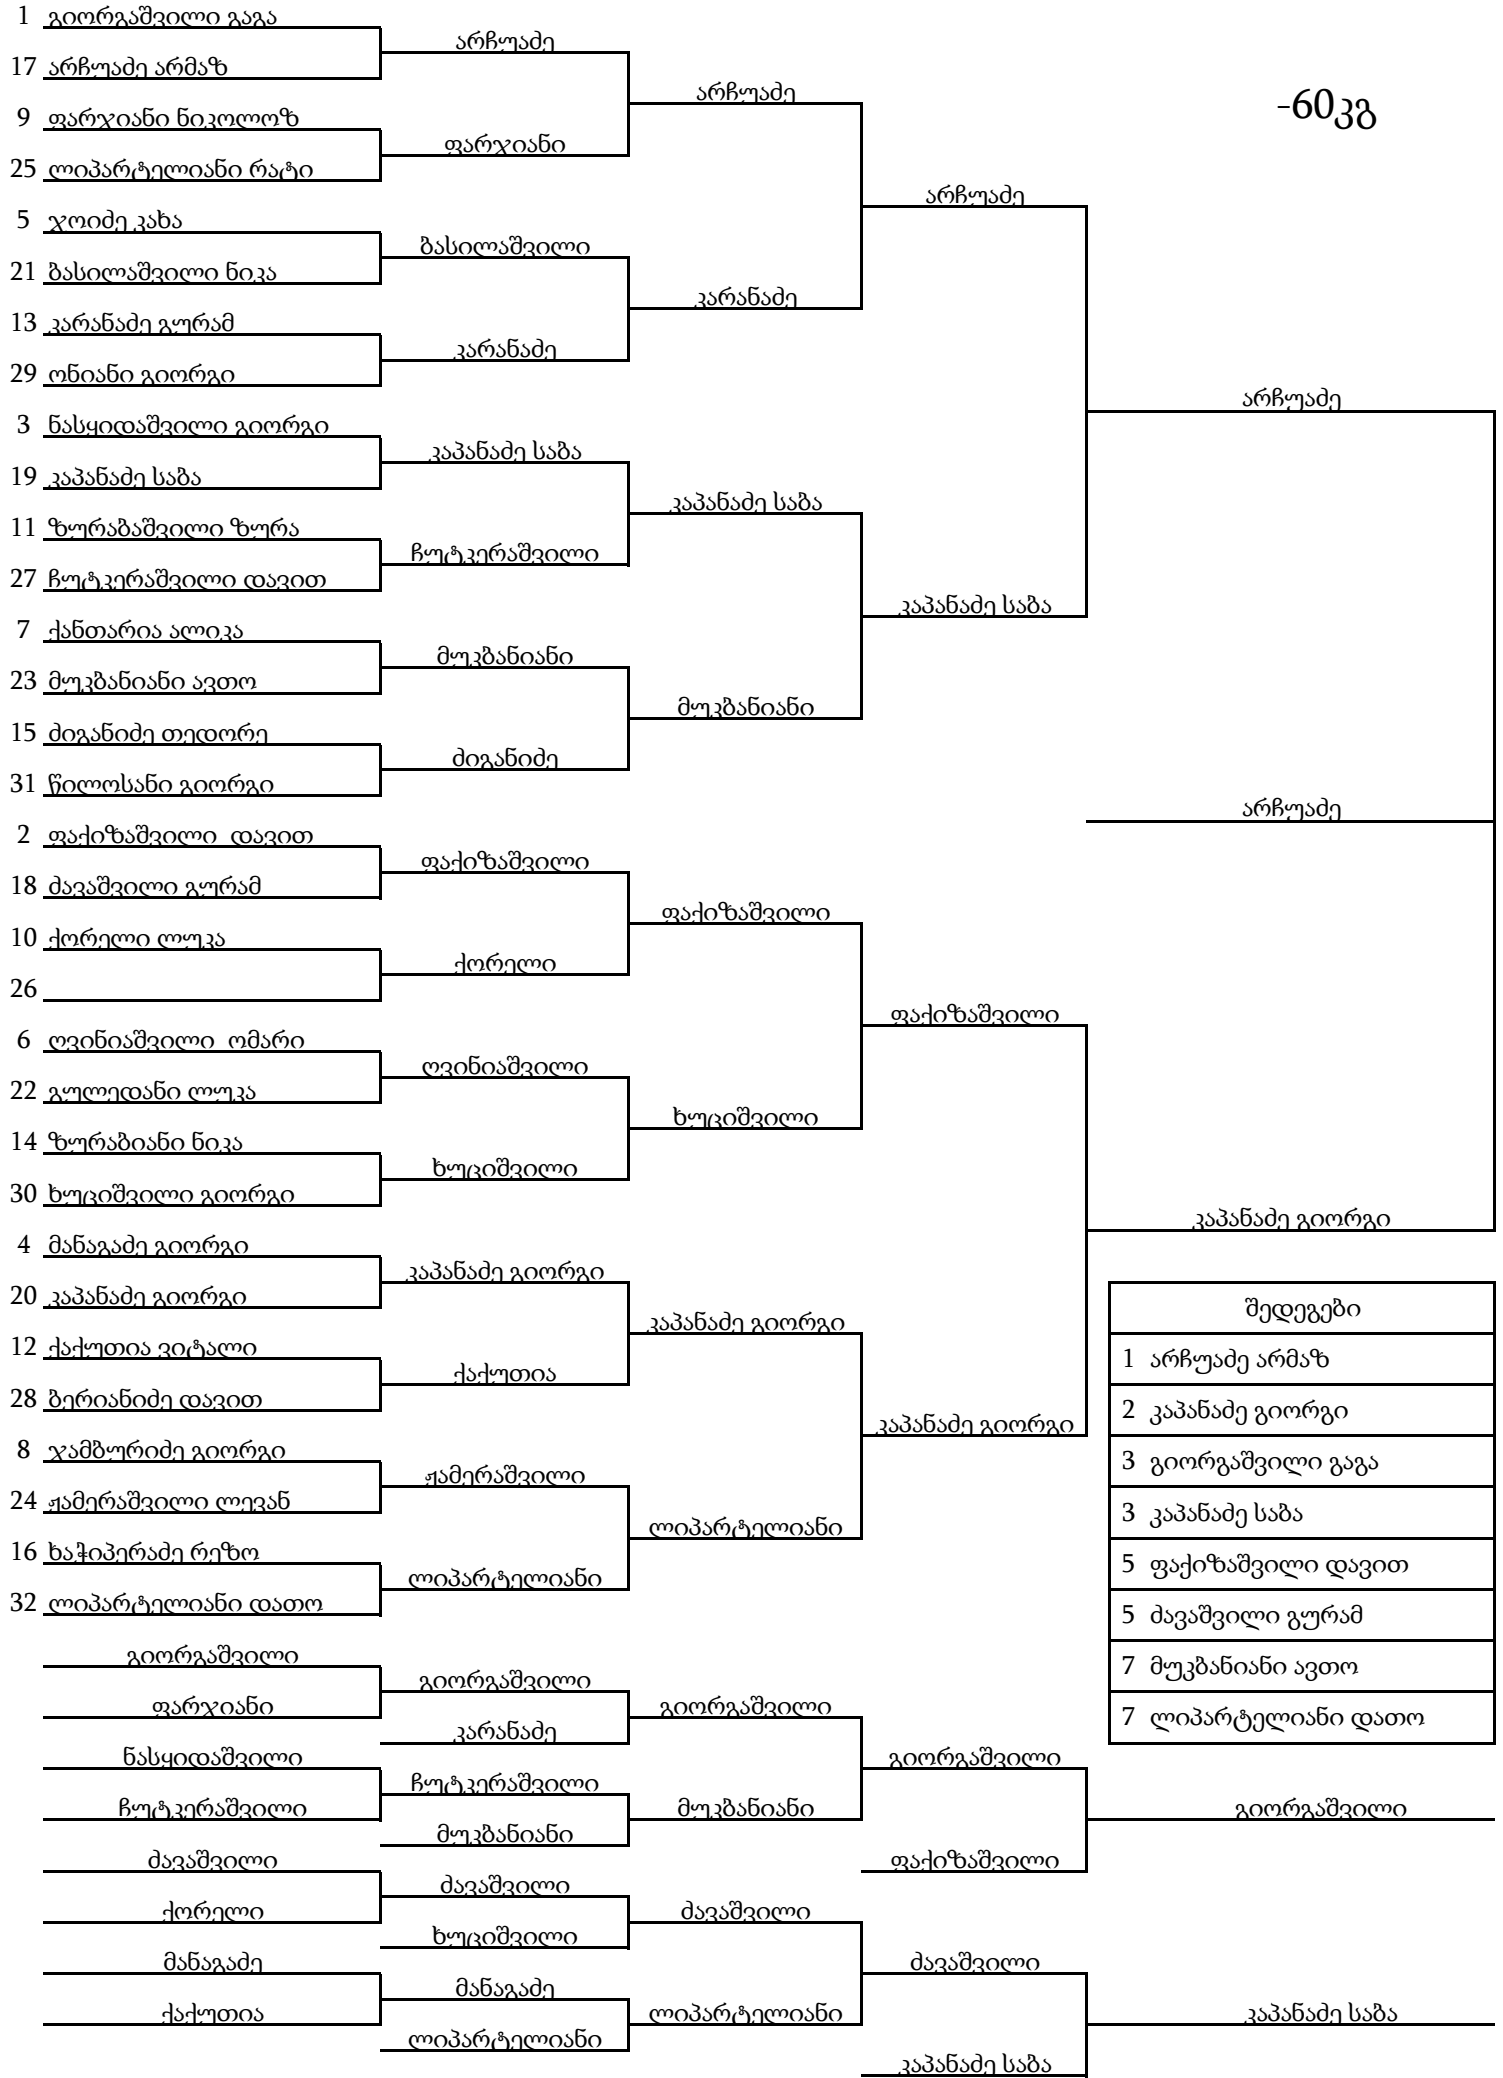 -60კგ
1 გიორგაშვილი გაგა
17 არჩუაძე არმაზ
9 ფარჯიანი ნიკოლოზ
25 ლიპარტელიანი რატი
5 ჯოიძე კახა
21 ბასილაშვილი ნიკა
13 კარანაძე გურამ
29 ონიანი გიორგი
3 ნასყიდაშვილი გიორგი
19 კაპანაძე საბა
11 ზურაბაშვილი ზურა
27 ჩუტკერაშვილი დავით
7 ქანთარია ალიკა
23 მუკბანიანი ავთო
15 ძიგანიძე თედორე
31 წილოსანი გიორგი
2 ფაქიზაშვილი დავით
18 ძავაშვილი გურამ
10 ქორელი ლუკა
26
6 ღვინიაშვილი ომარი
22 გულედანი ლუკა
14 ზურაბიანი ნიკა
30 ხუციშვილი გიორგი
4 მანაგაძე გიორგი
20 კაპანაძე გიორგი
12 ქაქუთია ვიტალი
28 ბერიანიძე დავით
8 ჯამბურიძე გიორგი
24 ჟამერაშვილი ლევან
16 ხაჭიპერაძე რეზო
32 ლიპარტელიანი დათო
არჩუაძე
ფარჯიანი
ბასილაშვილი
კარანაძე
კაპანაძე საბა
ჩუტკერაშვილი
მუკბანიანი
ძიგანიძე
ფაქიზაშვილი
ქორელი
ღვინიაშვილი
ხუციშვილი
კაპანაძე გიორგი
ქაქუთია
ჟამერაშვილი
ლიპარტელიანი
არჩუაძე
კარანაძე
კაპანაძე საბა
მუკბანიანი
ფაქიზაშვილი
ხუციშვილი
კაპანაძე გიორგი
ლიპარტელიანი
არჩუაძე
კაპანაძე საბა
ფაქიზაშვილი
კაპანაძე გიორგი
არჩუაძე
არჩუაძე
კაპანაძე გიორგი
შედეგები
1 არჩუაძე არმაზ
2 კაპანაძე გიორგი
3 გიორგაშვილი გაგა
3 კაპანაძე საბა
5 ფაქიზაშვილი დავით
5 ძავაშვილი გურამ
7 მუკბანიანი ავთო
7 ლიპარტელიანი დათო
გიორგაშვილი
ფარჯიანი
ნასყიდაშვილი
ჩუტკერაშვილი
ძავაშვილი
ქორელი
მანაგაძე
ქაქუთია
გიორგაშვილი
კარანაძე
ჩუტკერაშვილი
მუკბანიანი
ძავაშვილი
ხუციშვილი
მანაგაძე
ლიპარტელიანი
გიორგაშვილი
მუკბანიანი
ძავაშვილი
ლიპარტელიანი
გიორგაშვილი
ფაქიზაშვილი
ძავაშვილი
კაპანაძე საბა
გიორგაშვილი
კაპანაძე საბა